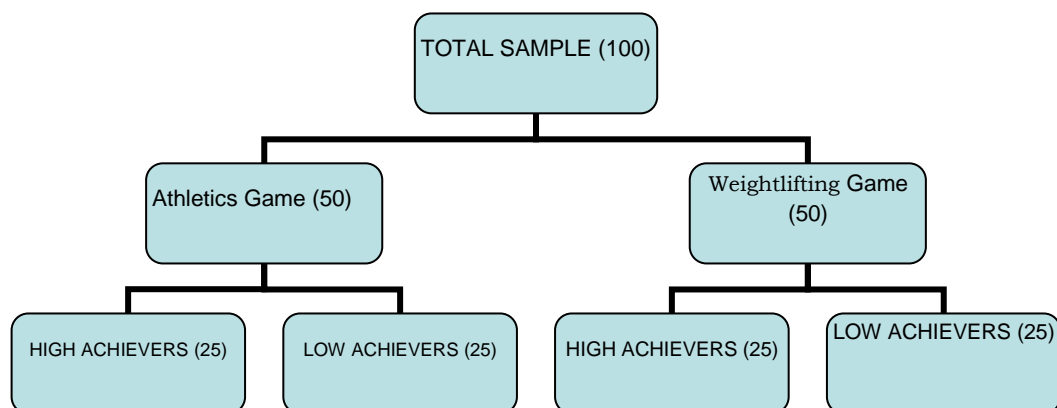 TOTAL SAMPLE (100)
Athletics Game (50)
Weightlifting Game
(50)
HIGH ACHIEVERS (25)
LOW ACHIEVERS (25)
HIGH ACHIEVERS (25)
LOW ACHIEVERS (25)